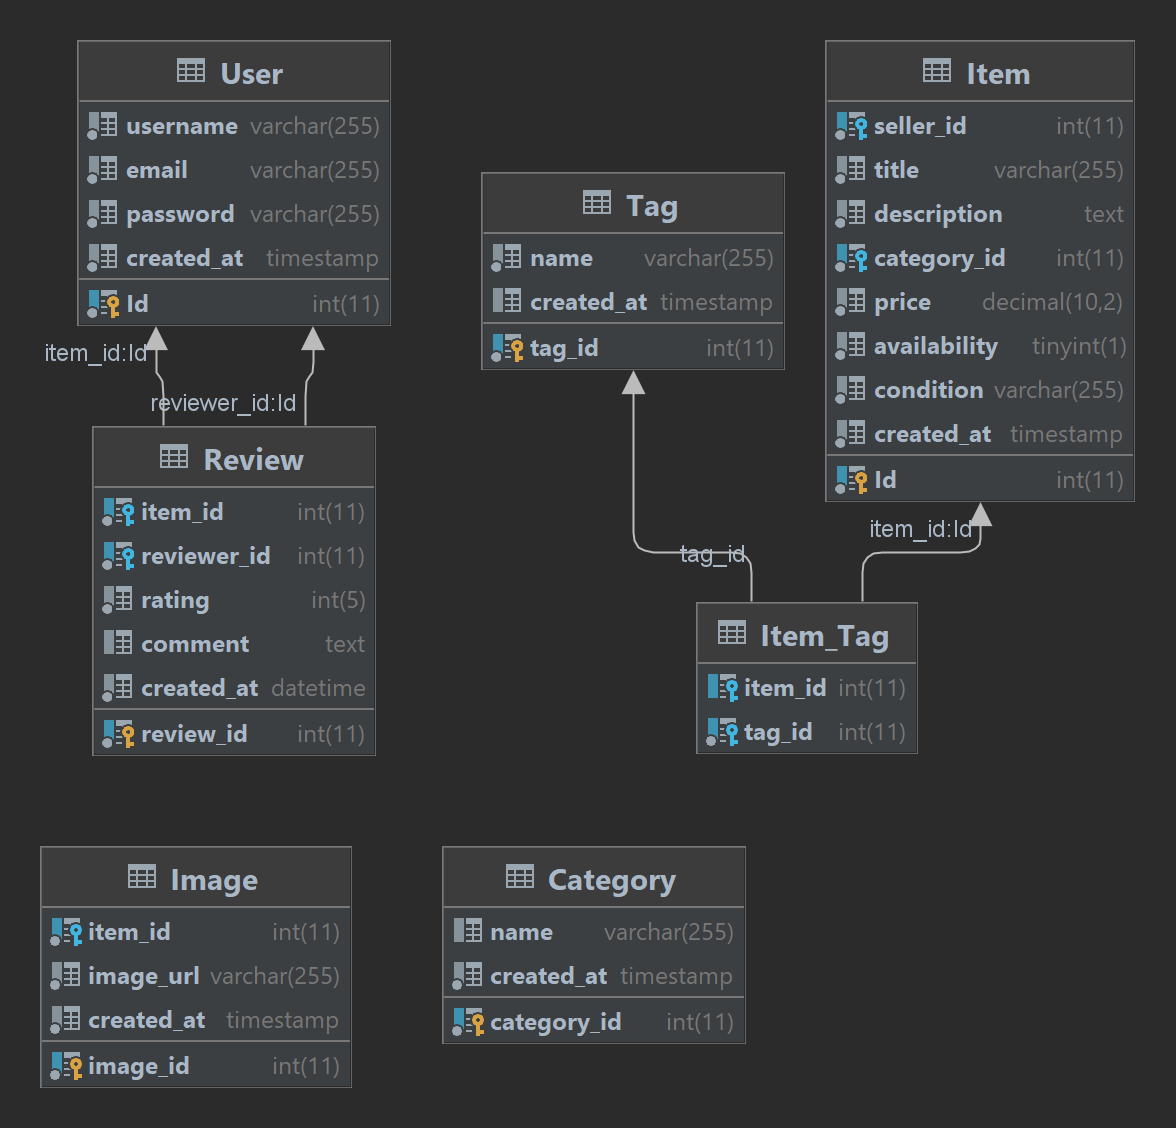 User
username varchar(255)
email varchar(255)
password varchar(255)
created_at timestamp
Id int(11)
item_id:Id
reviewer_id:Id
Review
item_id int(11)
reviewer_id int(11)
rating int(5)
comment text
created_at datetime
review_id int(11)
Tag
name varchar(255)
created_at timestamp
tag_id int(11)
tag_id
Item
seller_id int(11)
title varchar(255)
description text
category_id int(11)
price decimal(10,2)
availability tinyint(1)
condition varchar(255)
created_at timestamp
Id int(11)
item_id:Id
Item_Tag
item_id int(11)
tag_id int(11)
Image
item_id int(11)
image_url varchar(255)
created_at timestamp
image_id int(11)
Category
name varchar(255)
created_at timestamp
category_id int(11)